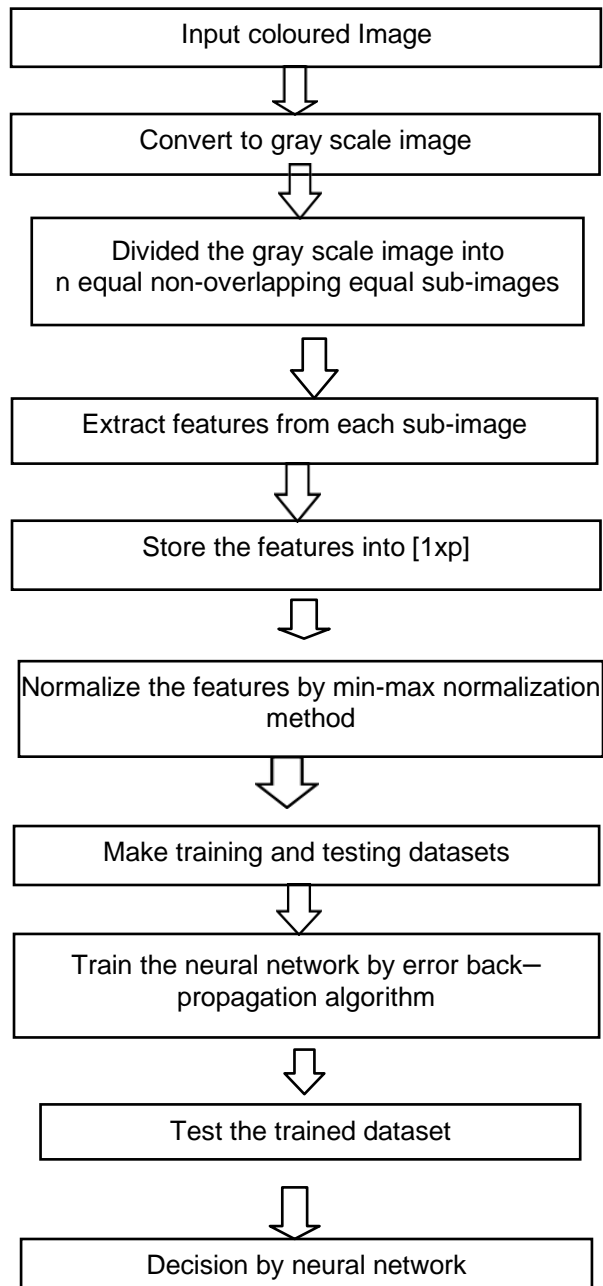 Input coloured Image
Convert to gray scale image
Divided the gray scale image into
n equal non-overlapping equal sub-images
Extract features from each sub-image
Store the features into [1xp]
Normalize the features by min-max normalization
method
Make training and testing datasets
Train the neural network by error back–
propagation algorithm
Test the trained dataset
Decision by neural network